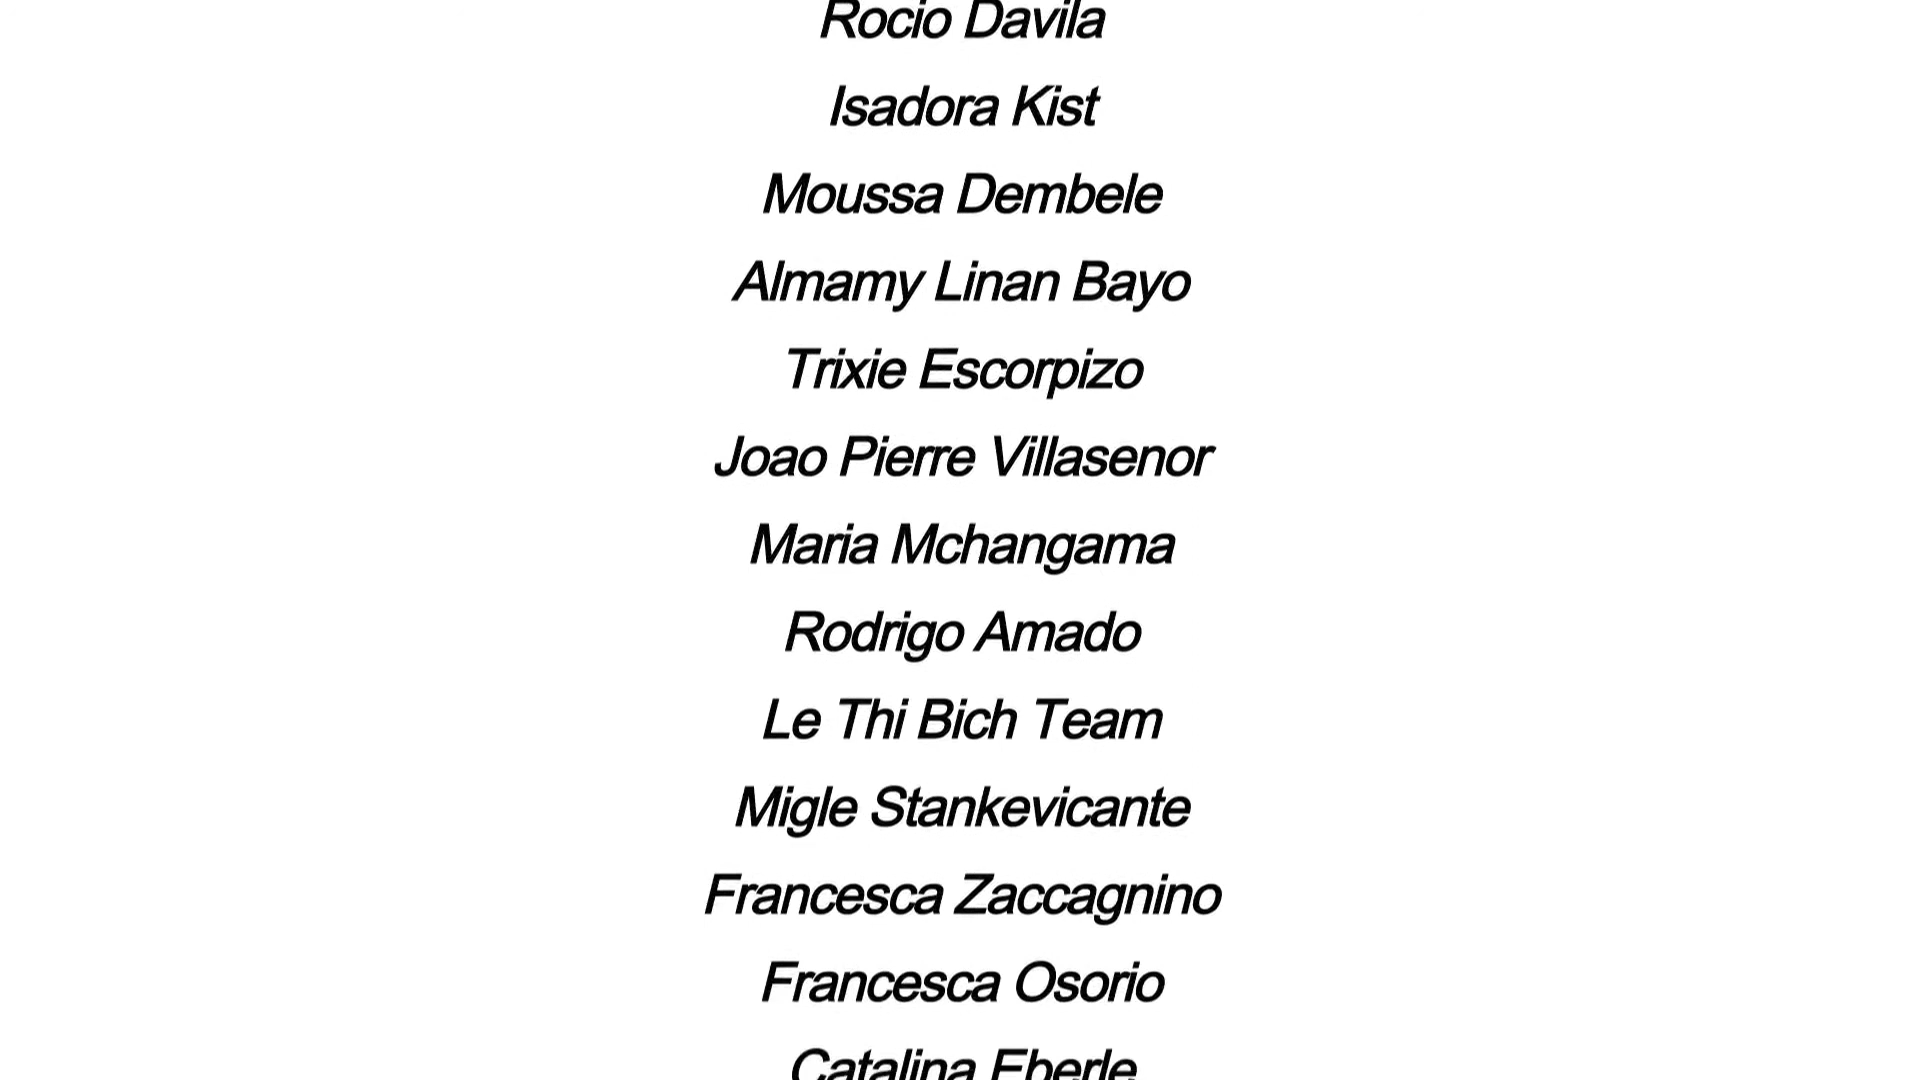 Rocio Davila
Isadora Kist
Moussa Dembele
Almamy Linan Bayo
Trixie Escorpizo
Joao Pierre Villasenor
Maria Mchangama
Rodrigo Amado
Le Thi Bich Team
Migle Stankevicante
Francesca Zaccagnino
Francesca Osorio
Catalina Eberle